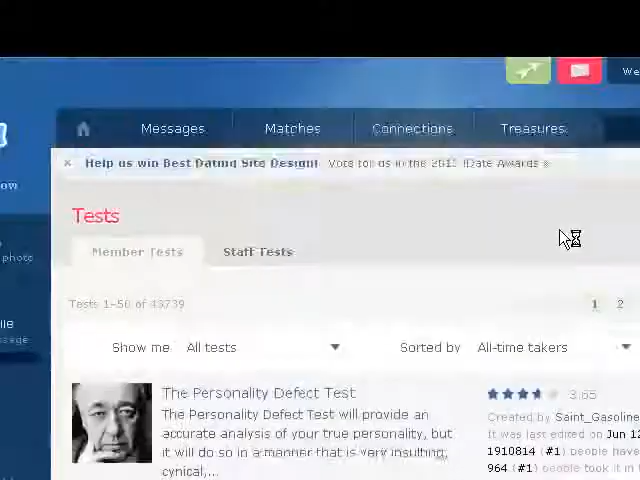 We
Messages Matches Connections Treasures
× Help us win Best Dating Site Design! Vote for us in the 2011 iDate Awards »
ow
Tests
Member Tests Staff Tests
photo
Tests 1-50 of 43739 1 2
ile
ssage
Show me All tests Sorted by All-time takers
The Personality Defect Test 3.65
The Personality Defect Test will provide an
accurate analysis of your true personality, but
it will do so in a manner that is very insulting,
cynical,...
Created by Saint_Gasoline
It was last edited on Jun 12
1910814 (#1) people have
964 (#1) people took it in